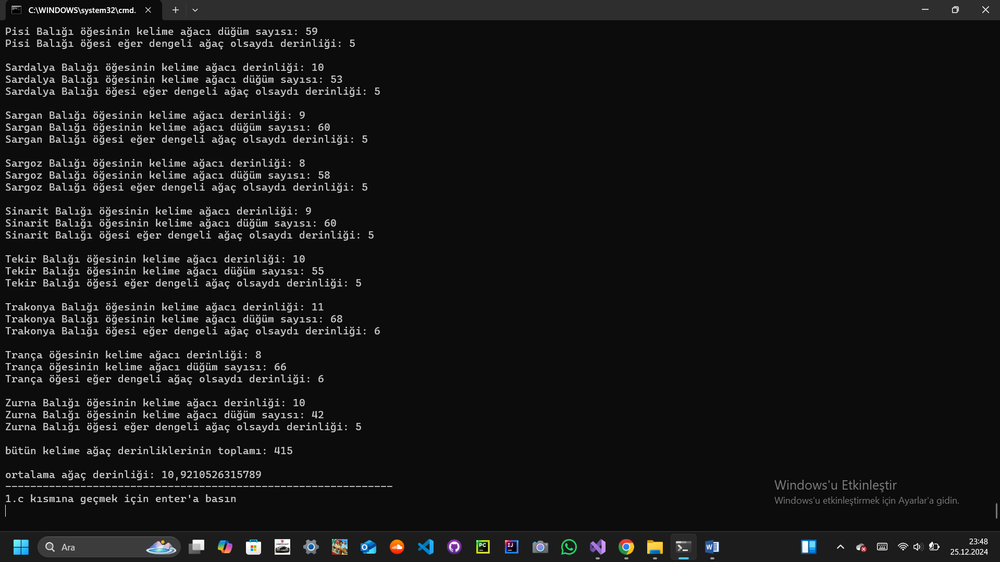 C:\WINDOWS\system32\cmd.
Pisi Balığı öğesinin kelime ağacı düğüm sayısı: 59
Pisi Balığı öğesi eğer dengeli ağaç olsaydı derinliği: 5
Sardalya Balığı öğesinin kelime ağacı derinliği: 10
Sardalya Balığı öğesinin kelime ağacı düğüm sayısı: 53
Sardalya Balığı öğesi eğer dengeli ağaç olsaydı derinliği: 5
Sargan Balığı öğesinin kelime ağacı derinliği: 9
Sargan Balığı öğesinin kelime ağacı düğüm sayısı: 60
Sargan Balığı öğesi eğer dengeli ağaç olsaydı derinliği: 5
Sargoz Balığı öğesinin kelime ağacı derinliği: 8
Sargoz Balığı öğesinin kelime ağacı düğüm sayısı: 58
Sargoz Balığı öğesi eğer dengeli ağaç olsaydı derinliği: 5
Sinarit Balığı öğesinin kelime ağacı derinliği: 9
Sinarit Balığı öğesinin kelime ağacı düğüm sayısı: 60
Sinarit Balığı öğesi eğer dengeli ağaç olsaydı derinliği: 5
Tekir Balığı öğesinin kelime ağacı derinliği: 10
Tekir Balığı öğesinin kelime ağacı düğüm sayısı: 55
Tekir Balığı öğesi eğer dengeli ağaç olsaydı derinliği: 5
Trakonya Balığı öğesinin kelime ağacı derinliği: 11
Trakonya Balığı öğesinin kelime ağacı düğüm sayısı: 68
Trakonya Balığı öğesi eğer dengeli ağaç olsaydı derinliği: 6
Trança öğesinin kelime ağacı derinliği: 8
Trança öğesinin kelime ağacı düğüm sayısı: 66
Trança öğesi eğer dengeli ağaç olsaydı derinliği: 6
Zurna Balığı öğesinin kelime ağacı derinliği: 10
Zurna Balığı öğesinin kelime ağacı düğüm sayısı: 42
Zurna Balığı öğesi eğer dengeli ağaç olsaydı derinliği: 5
bütün kelime ağaç derinliklerinin toplamı: 415
ortalama ağaç derinliği: 10,9210526315789
--------------------------------------------------------------
1.c kısmına geçmek için enter'a basın
Windows'u Etkinleştir
Windows'u etkinleştirmek için Ayarlar'a gidin.
Ara
23:48
25.12.2024